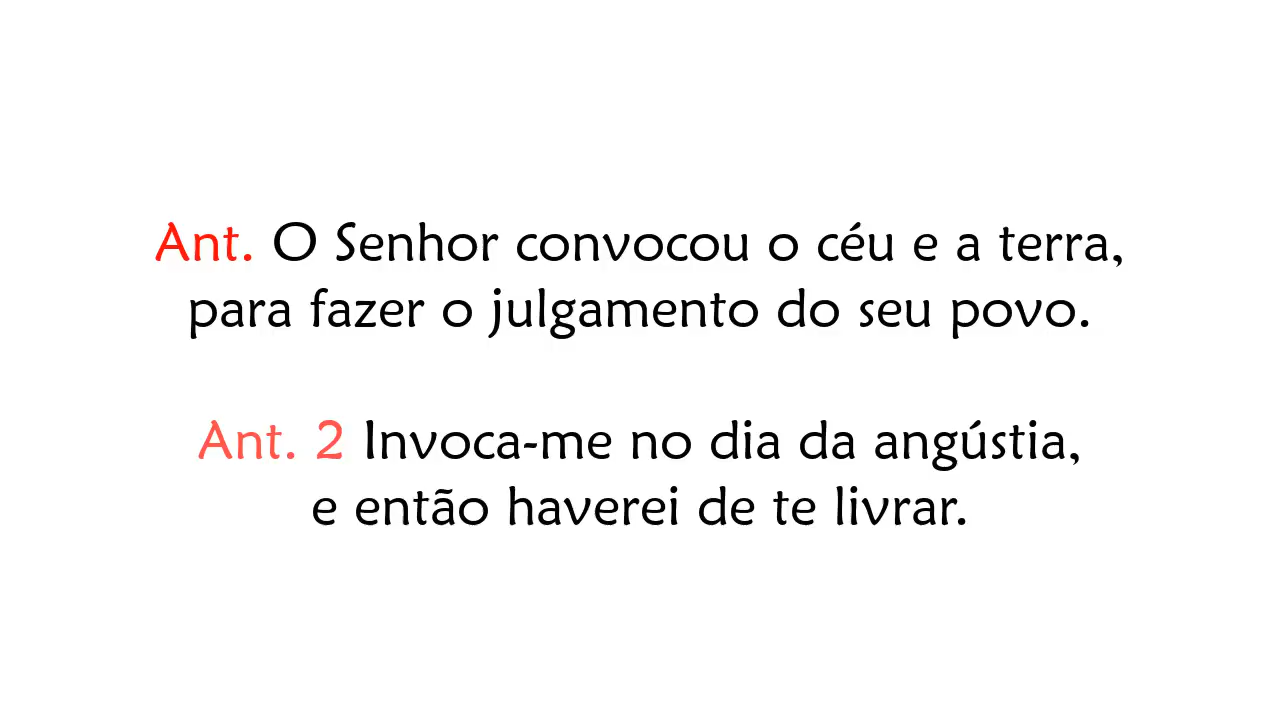 Ant. O Senhor convocou o céu e a terra,
para fazer o julgamento do seu povo.
Ant. 2 Invoca-me no dia da angústia,
e então haverei de te livrar.